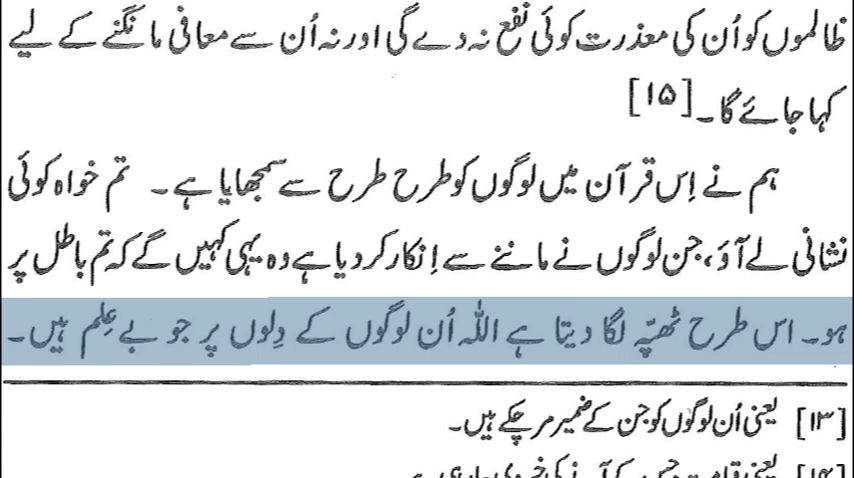 ظالموں کو اُن کی معذرت کوئی نفع نہ دے گی اور نہ اُن سے معافی مانگنے کے لیے
کہا جائے گا۔[۱۵]
ہم نے اِس قرآن میں لوگوں کو طرح طرح سے سمجھایا ہے۔ تم خواہ کوئی
نشانی لے آؤ، جن لوگوں نے ماننے سے اِنکار کر دیا ہے وہ یہی کہیں گے کہ تم باطل پر
ہو۔ اس طرح ٹھپّہ لگا دیتا ہے اللہ اُن لوگوں کے دِلوں پر جو بے عِلم ہیں۔
[۱۳] یعنی اُن لوگوں کو جن کے ضمیر مر چکے ہیں۔